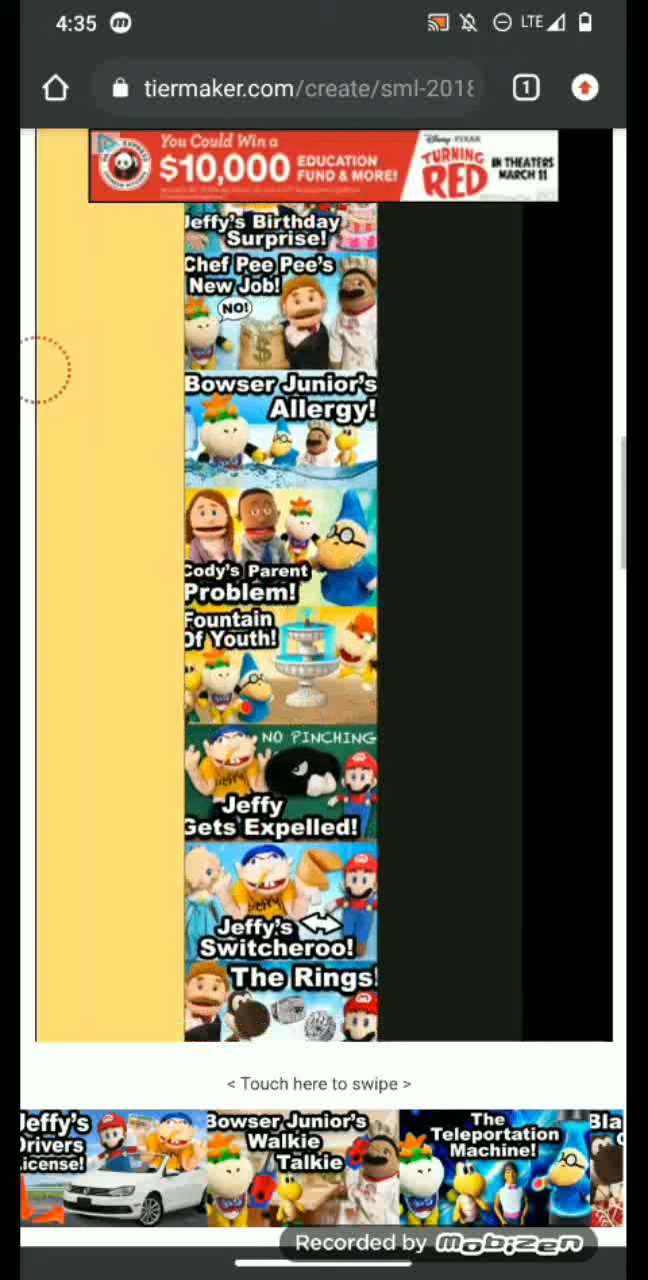 4:35
LTE
tiermaker.com/create/sml-2018
1
You Could Win a
$10,000
EDUCATION
FUND & MORE!
Disney PIXAR
TURNING
RED
IN THEATERS
MARCH 11
Jeffy's Birthday
Surprise!
Chef Pee Pee's
New Job!
NO!
$
Bowser Junior's
Allergy!
Cody's Parent
Problem!
Fountain
Of Youth!
NO PINCHING
Jeffy
Gets Expelled!
Jeffy's
Switcheroo!
The Rings!
< Touch here to swipe >
Jeffy's
Drivers
License!
Bowser Junior's
Walkie
Talkie
The
Teleportation
Machine!
Bla
Recorded by mobizen